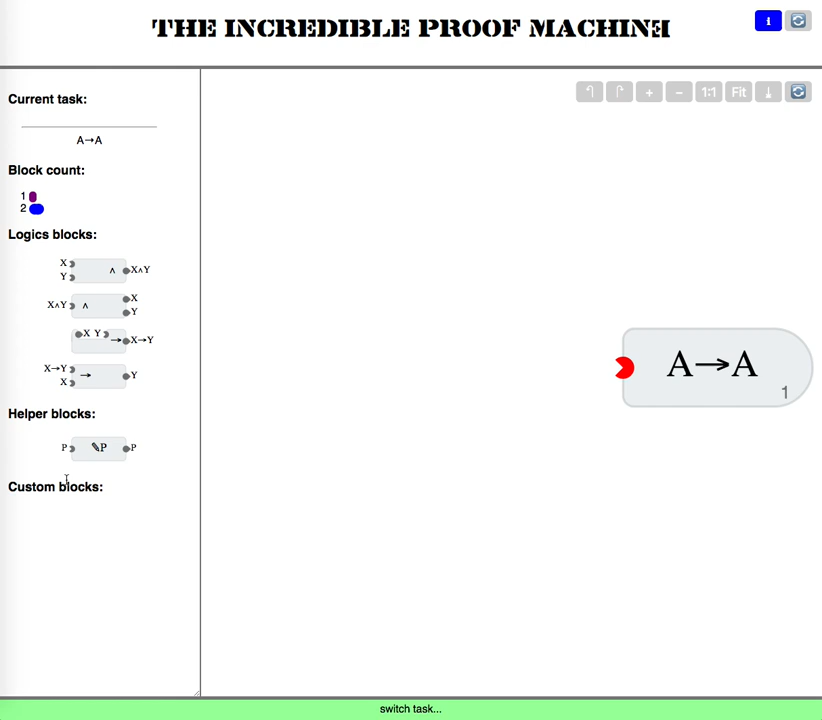 THE INCREDIBLE PROOF MACHINE
i
Current task:
A→A
Block count:
1
2
Logics blocks:
X
Y
∧
X∧Y
X∧Y
∧
X
Y
X Y
→
X→Y
X→Y
X
→
Y
Helper blocks:
P
✎P
P
Custom blocks:
↰ ↱ + − 1:1 Fit ↓
A→A
1
switch task...